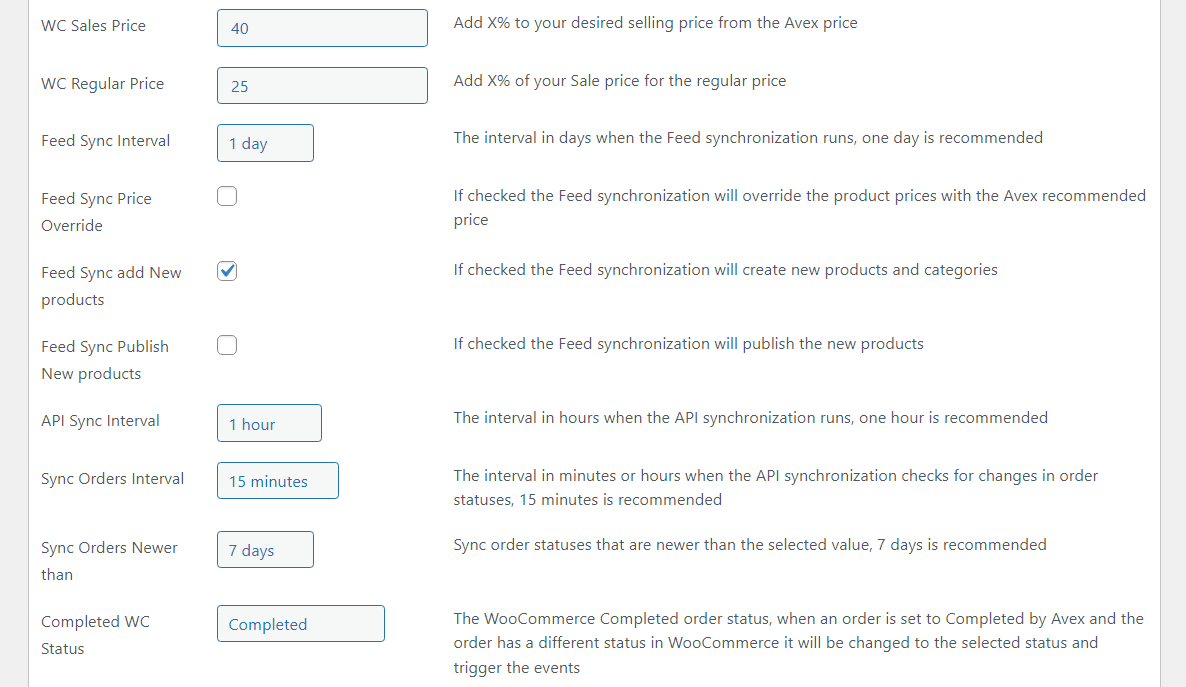 WC Sales Price
40
Add X% to your desired selling price from the Avex price
WC Regular Price
25
Add X% of your Sale price for the regular price
Feed Sync Interval
1 day
The interval in days when the Feed synchronization runs, one day is recommended
Feed Sync Price
Override
If checked the Feed synchronization will override the product prices with the Avex recommended
price
Feed Sync add New
products
If checked the Feed synchronization will create new products and categories
Feed Sync Publish
New products
If checked the Feed synchronization will publish the new products
API Sync Interval
1 hour
The interval in hours when the API synchronization runs, one hour is recommended
Sync Orders Interval
15 minutes
The interval in minutes or hours when the API synchronization checks for changes in order
statuses, 15 minutes is recommended
Sync Orders Newer
than
7 days
Sync order statuses that are newer than the selected value, 7 days is recommended
Completed WC
Status
Completed
The WooCommerce Completed order status, when an order is set to Completed by Avex and the
order has a different status in WooCommerce it will be changed to the selected status and
trigger the events